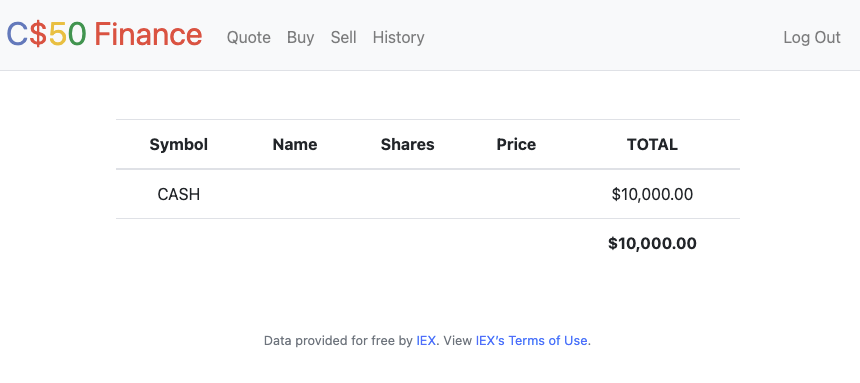 C$50 Finance Quote Buy Sell History Log Out
Symbol Name Shares Price TOTAL
CASH $10,000.00
$10,000.00
Data provided for free by IEX. View IEX's Terms of Use.